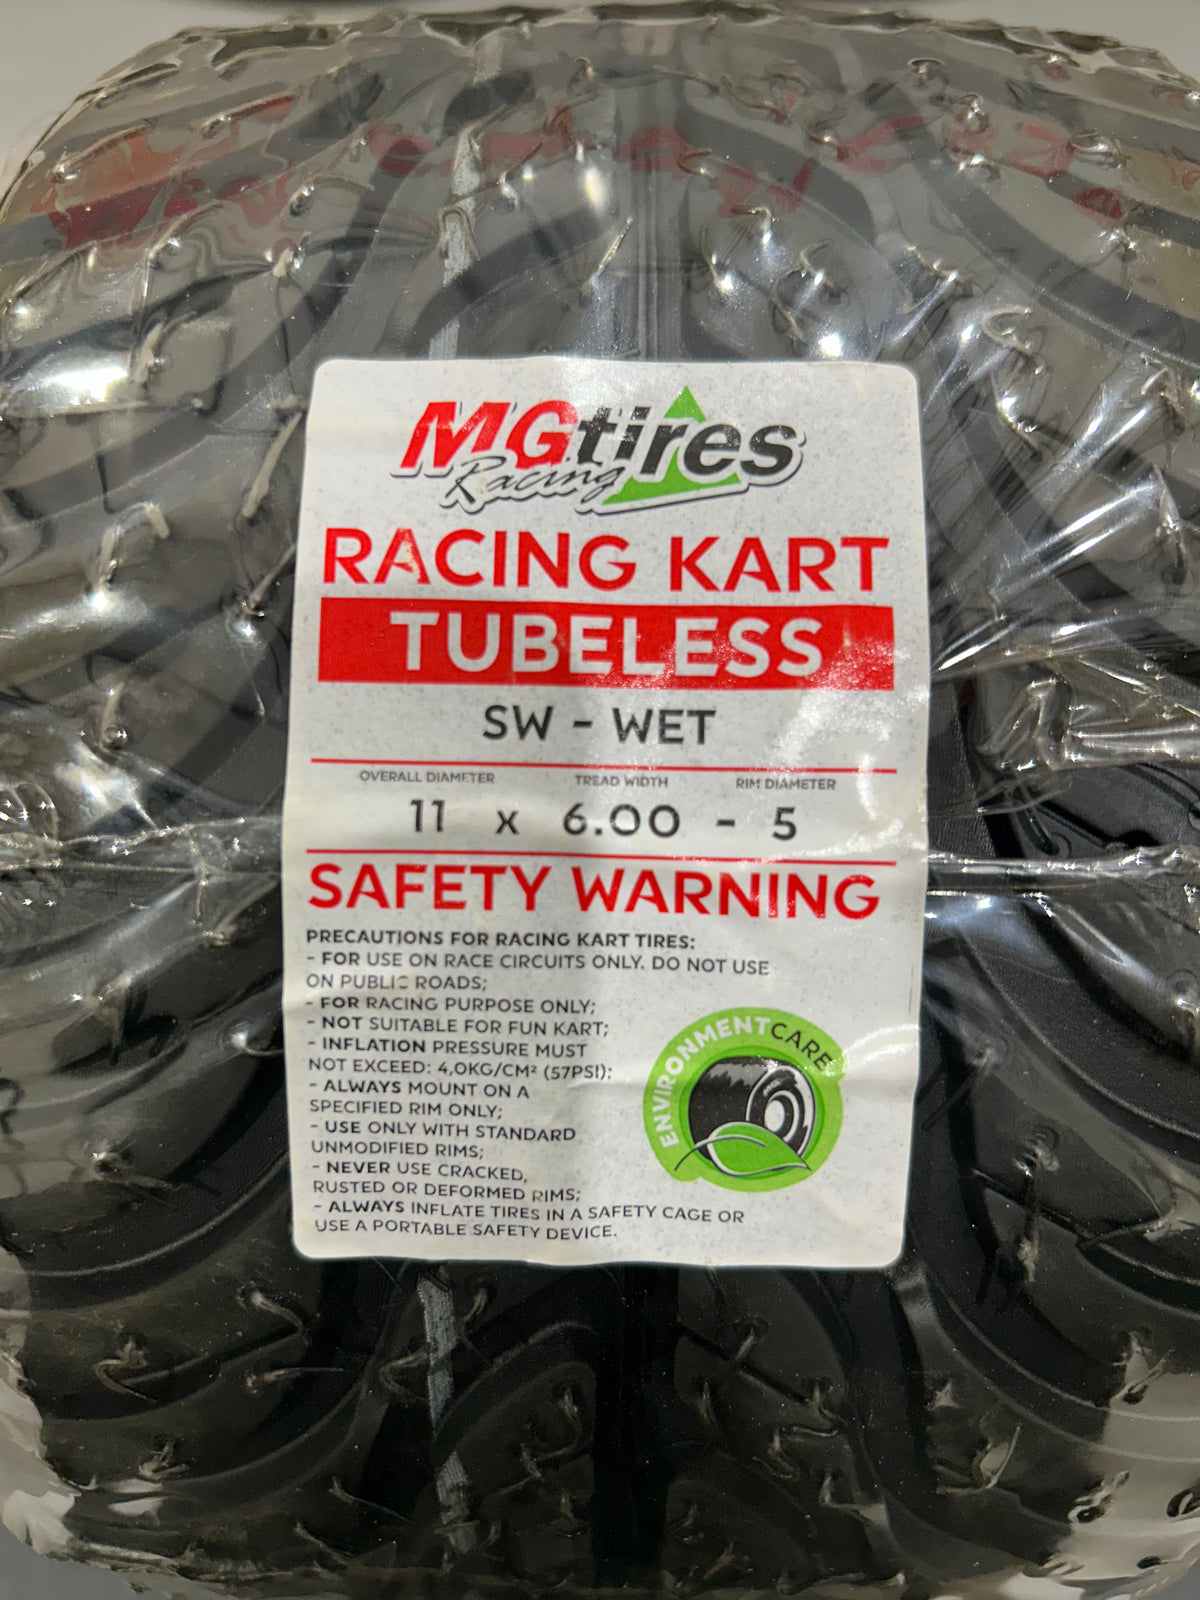 MGtires
Racing
RACING KART
TUBELESS
SW - WET
OVERALL DIAMETER TREAD WIDTH RIM DIAMETER
11 x 6.00 - 5
SAFETY WARNING
PRECAUTIONS FOR RACING KART TIRES:
- FOR USE ON RACE CIRCUITS ONLY. DO NOT USE
ON PUBLIC ROADS;
- FOR RACING PURPOSE ONLY;
- NOT SUITABLE FOR FUN KART;
- INFLATION PRESSURE MUST
NOT EXCEED: 4,0KG/CM² (57PSI);
- ALWAYS MOUNT ON A
SPECIFIED RIM ONLY;
- USE ONLY WITH STANDARD
UNMODIFIED RIMS;
- NEVER USE CRACKED,
RUSTED OR DEFORMED RIMS;
- ALWAYS INFLATE TIRES IN A SAFETY CAGE OR
USE A PORTABLE SAFETY DEVICE.
ENVIRONMENTCARE